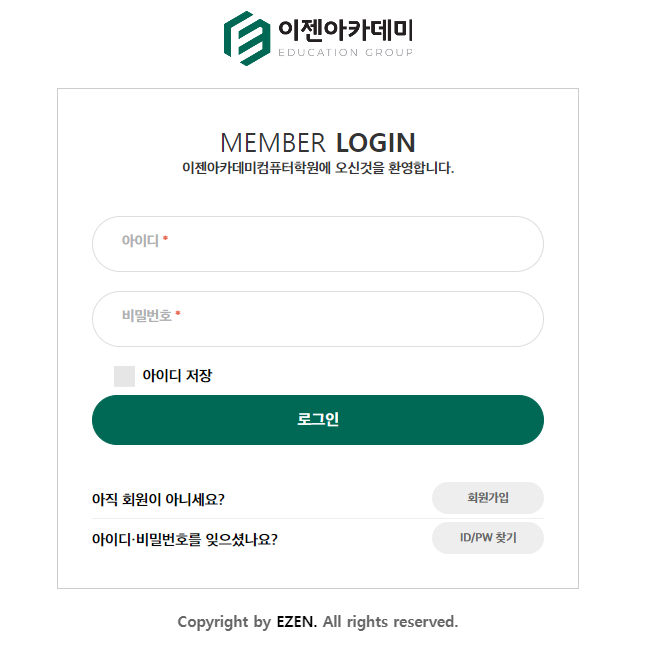 이젠아카데미
EDUCATION GROUP
MEMBER LOGIN
이젠아카데미컴퓨터학원에 오신것을 환영합니다.
아이디 *
비밀번호 *
아이디 저장
로그인
아직 회원이 아니세요? 회원가입
아이디·비밀번호를 잊으셨나요? ID/PW 찾기
Copyright by EZEN. All rights reserved.